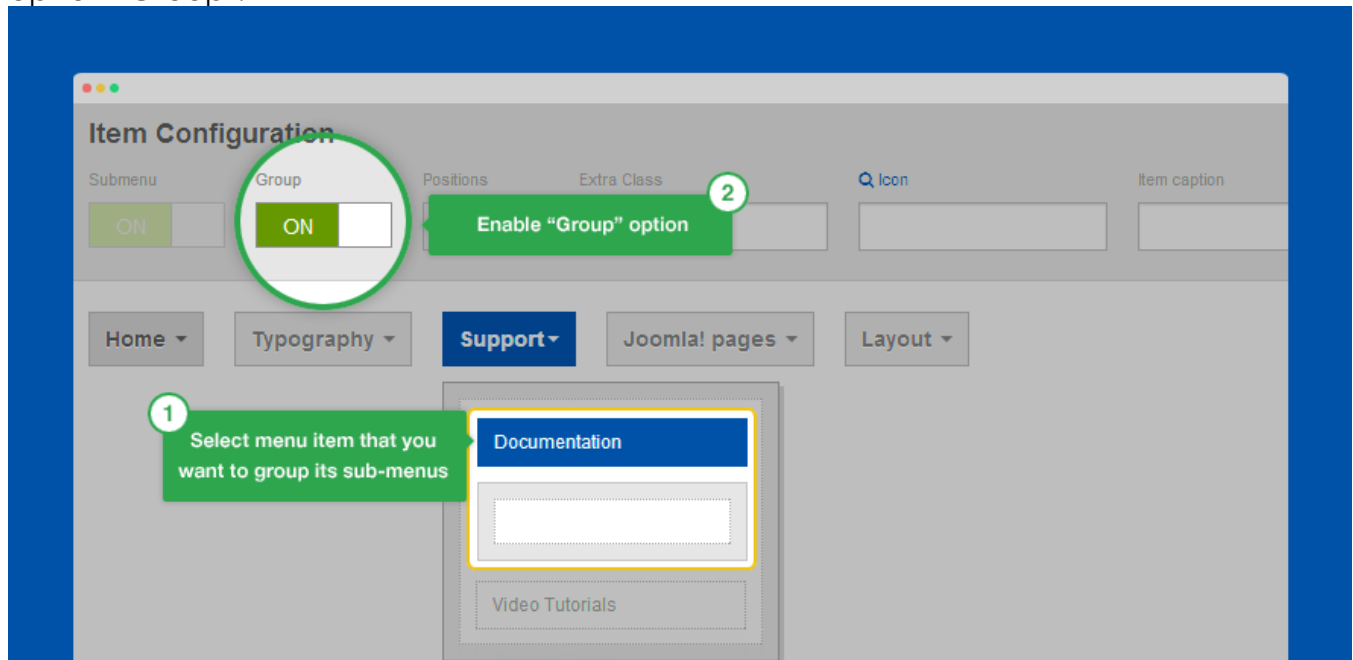 Item Configuration
Submenu Group Positions Extra Class Icon Item caption
ON ON
2
Enable “Group” option
Home Typography Support Joomla! pages Layout
1
Select menu item that you
want to group its sub-menus
Documentation
Video Tutorials